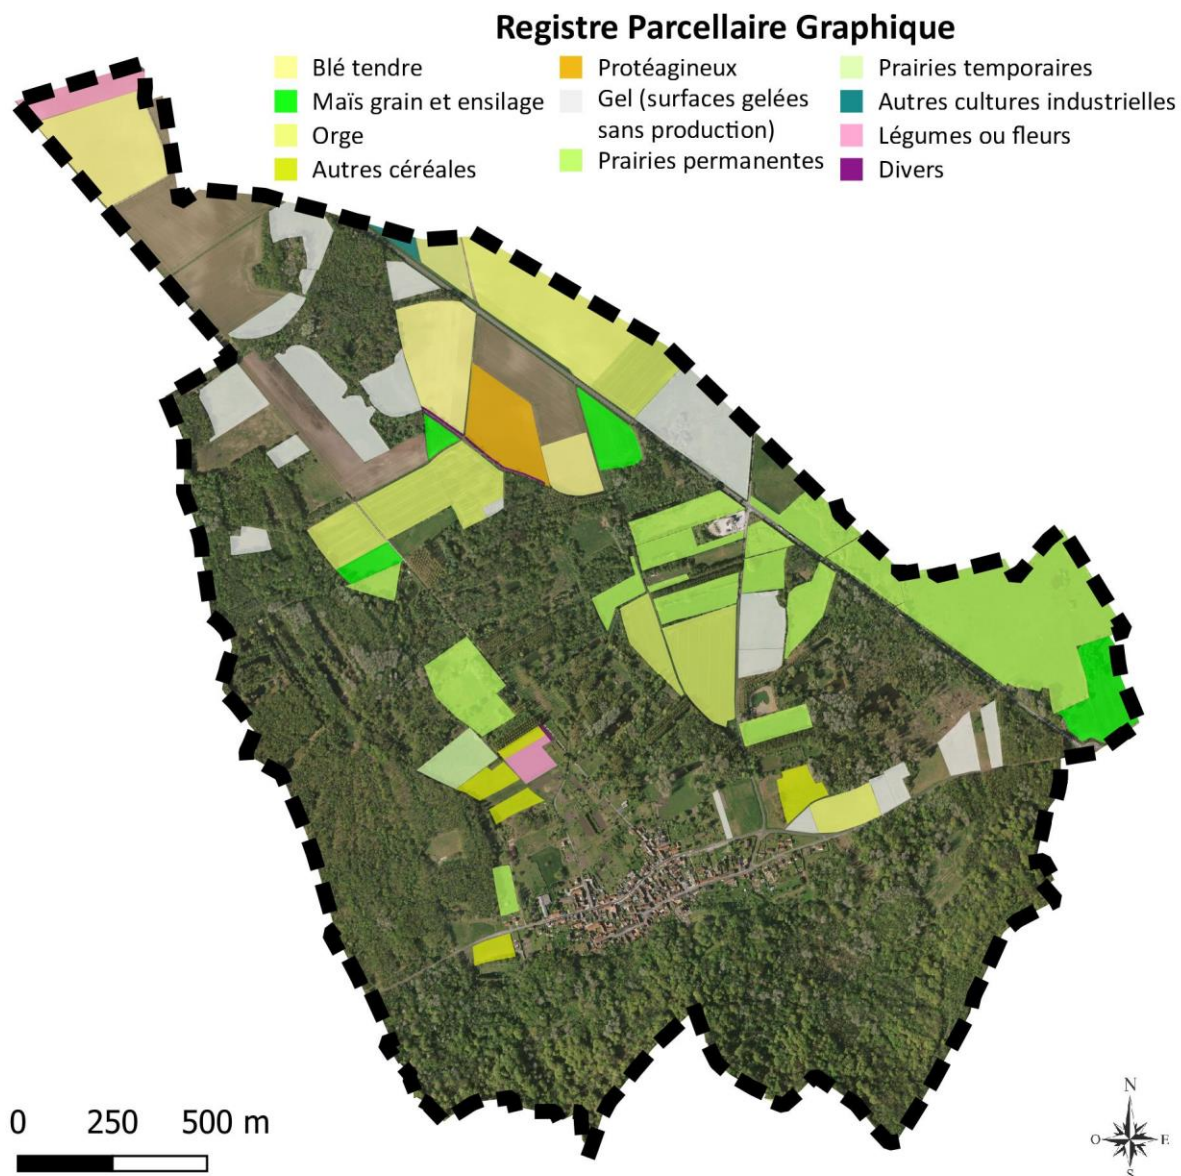 Registre Parcellaire Graphique
Blé tendre
Maïs grain et ensilage
Orge
Autres céréales
Protéagineux
Gel (surfaces gelées
sans production)
Prairies permanentes
Prairies temporaires
Autres cultures industrielles
Légumes ou fleurs
Divers
0 250 500 m
N
O E
S